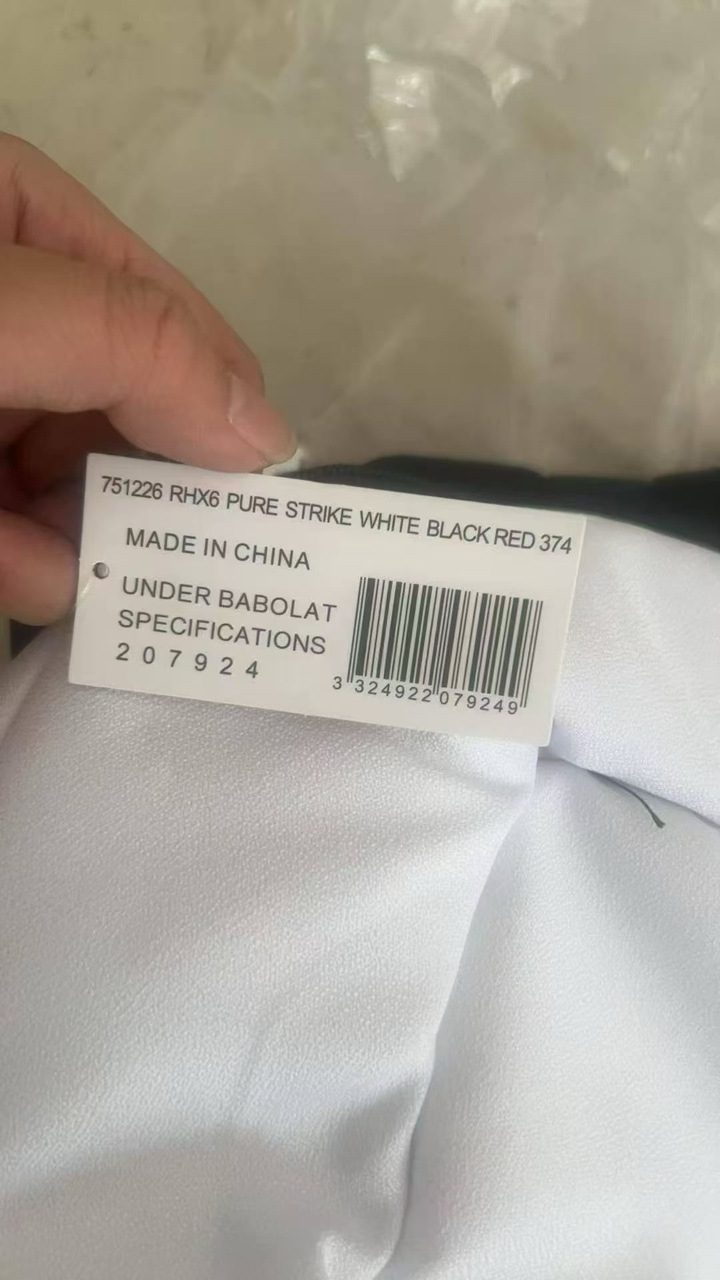 751226 RHX6 PURE STRIKE WHITE BLACK RED 374
MADE IN CHINA
UNDER BABOLAT
SPECIFICATIONS
2 0 7 9 2 4
3 324922 079249